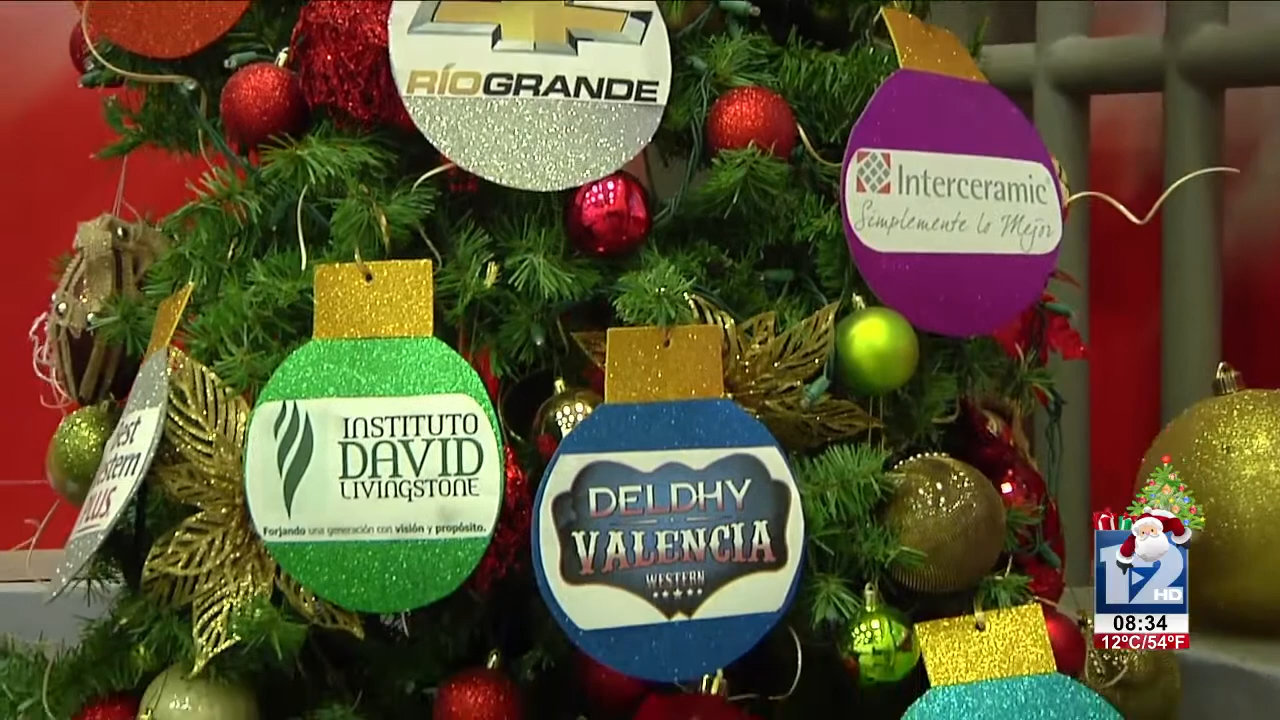 RÍOGRANDE
Interceramic
Simplemente lo Mejor
INSTITUTO
DAVID
LIVINGSTONE
Forjando una generación con visión y propósito.
DELDHY
VALENCIA
WESTERN
PLUS
12
HD
08:34
12°C/54°F